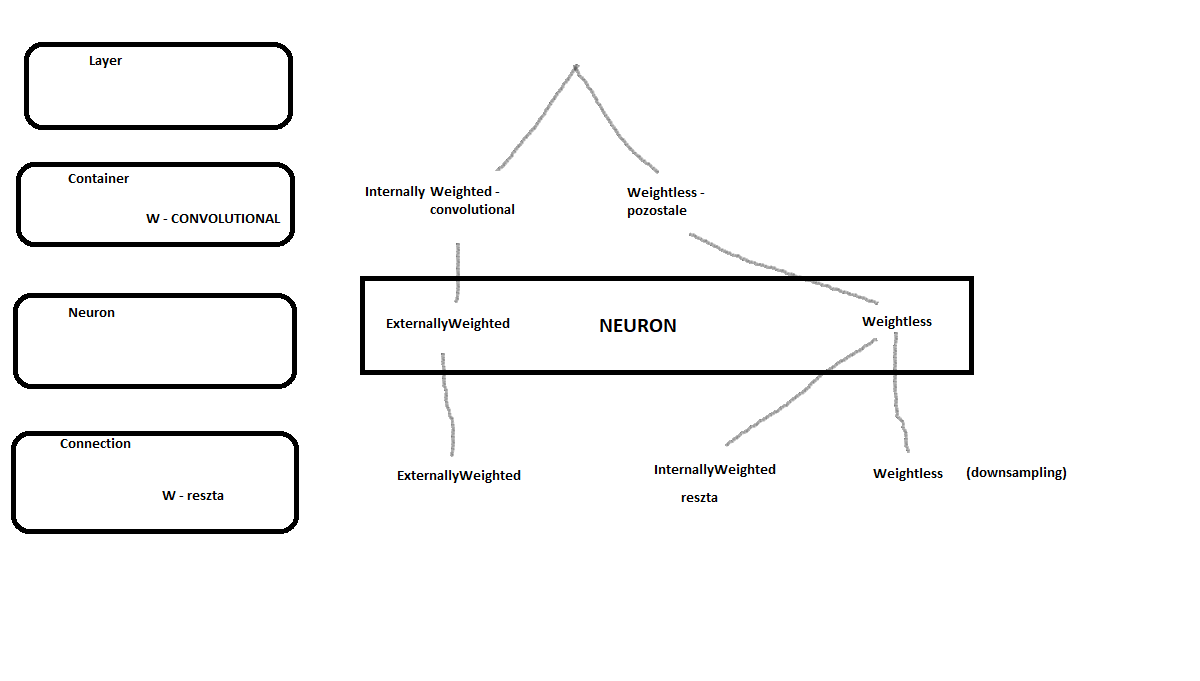 Layer
Container
W - CONVOLUTIONAL
Neuron
Connection
W - reszta
Internally Weighted -
convolutional
Weightless -
pozostale
ExternallyWeighted
NEURON
Weightless
ExternallyWeighted
InternallyWeighted
reszta
Weightless (downsampling)